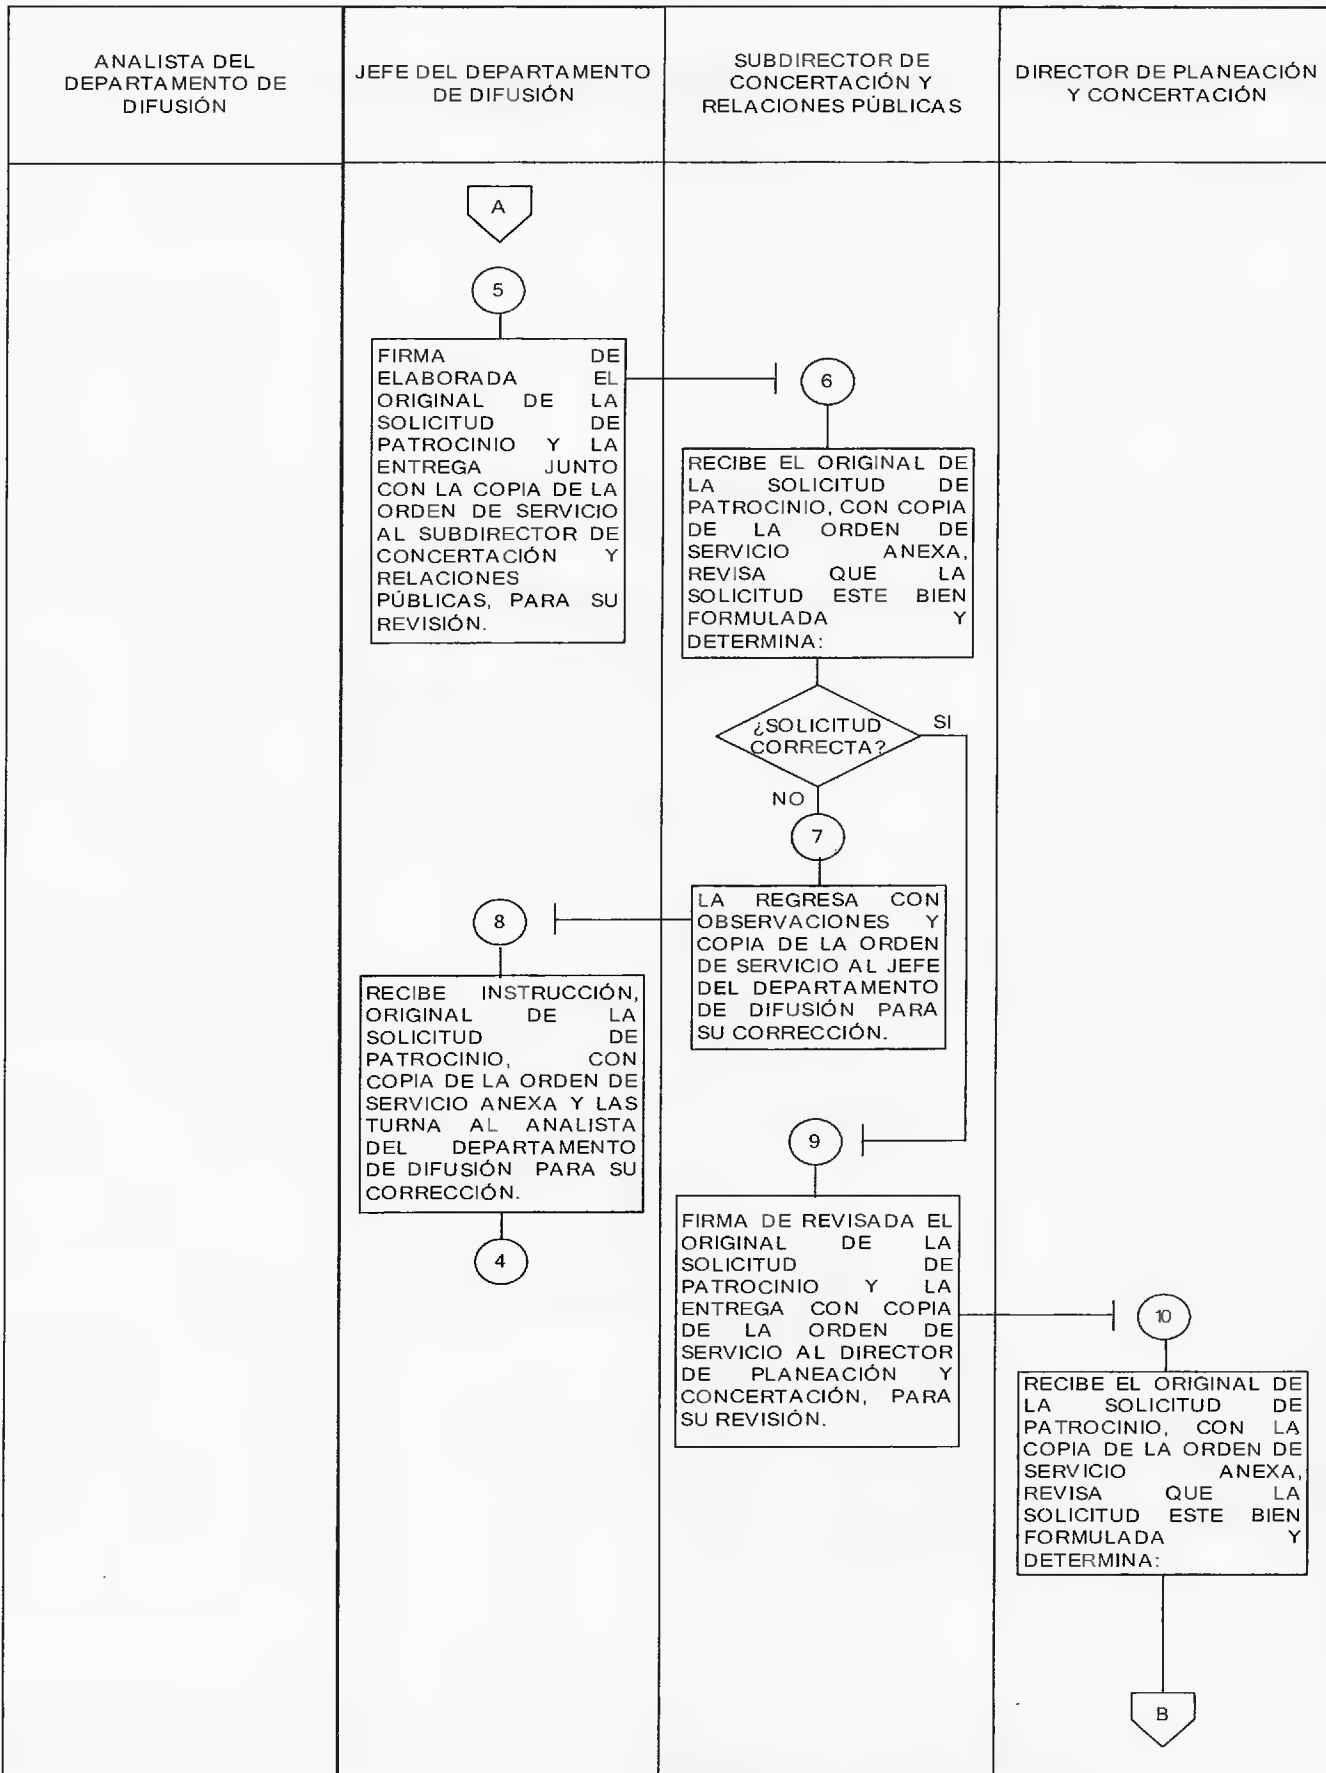 ANALISTA DEL
DEPARTAMENTO DE
DIFUSIÓN
JEFE DEL DEPARTAMENTO
DE DIFUSIÓN
SUBDIRECTOR DE
CONCERTACIÓN Y
RELACIONES PÚBLICAS
DIRECTOR DE PLANEACIÓN
Y CONCERTACIÓN
A
5
FIRMA DE
ELABORADA EL
ORIGINAL DE LA
SOLICITUD DE
PATROCINIO Y LA
ENTREGA JUNTO
CON LA COPIA DE LA
ORDEN DE SERVICIO
AL SUBDIRECTOR DE
CONCERTACIÓN Y
RELACIONES
PÚBLICAS, PARA SU
REVISIÓN.
6
RECIBE EL ORIGINAL DE
LA SOLICITUD DE
PATROCINIO, CON COPIA
DE LA ORDEN DE
SERVICIO ANEXA,
REVISA QUE LA
SOLICITUD ESTE BIEN
FORMULADA Y
DETERMINA:
¿SOLICITUD
CORRECTA?
SI
NO
7
LA REGRESA CON
OBSERVACIONES Y
COPIA DE LA ORDEN
DE SERVICIO AL JEFE
DEL DEPARTAMENTO
DE DIFUSIÓN PARA
SU CORRECCIÓN.
8
RECIBE INSTRUCCIÓN,
ORIGINAL DE LA
SOLICITUD DE
PATROCINIO, CON
COPIA DE LA ORDEN DE
SERVICIO ANEXA Y LAS
TURNA AL ANALISTA
DEL DEPARTAMENTO
DE DIFUSIÓN PARA SU
CORRECCIÓN.
4
9
FIRMA DE REVISADA EL
ORIGINAL DE LA
SOLICITUD DE
PATROCINIO Y LA
ENTREGA CON COPIA
DE LA ORDEN DE
SERVICIO AL DIRECTOR
DE PLANEACIÓN Y
CONCERTACIÓN, PARA
SU REVISIÓN.
10
RECIBE EL ORIGINAL DE
LA SOLICITUD DE
PATROCINIO, CON LA
COPIA DE LA ORDEN DE
SERVICIO ANEXA,
REVISA QUE LA
SOLICITUD ESTE BIEN
FORMULADA Y
DETERMINA:
B